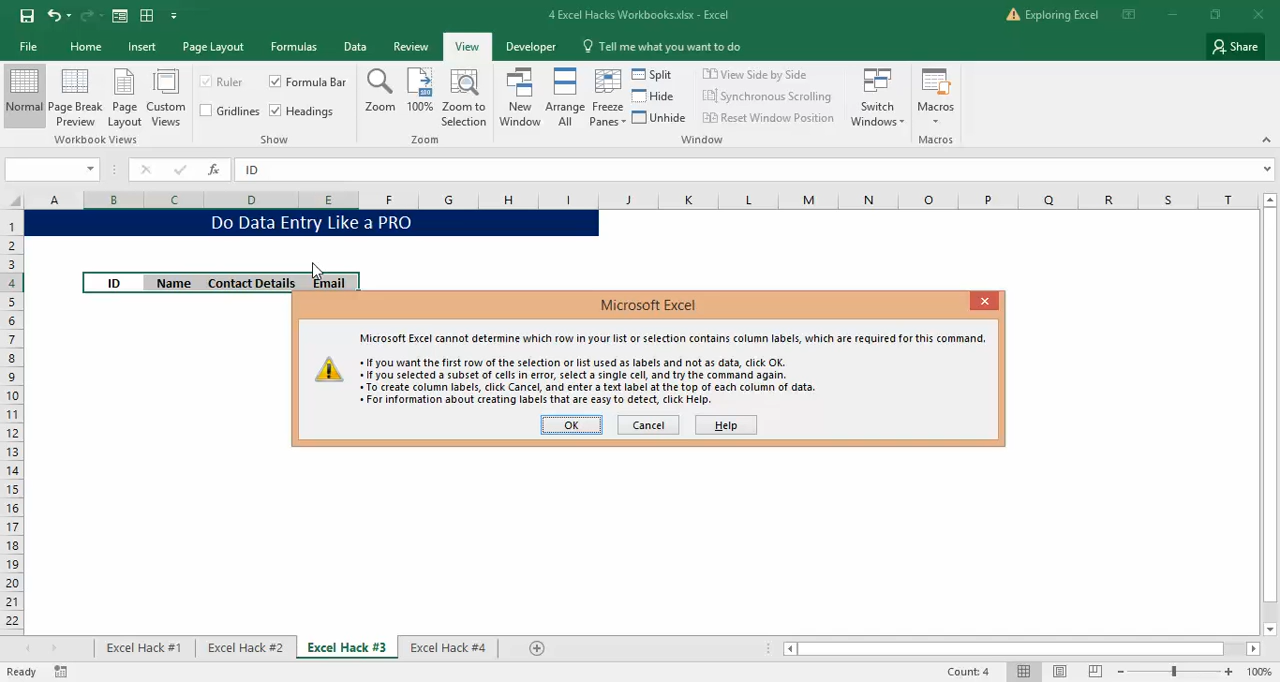 4 Excel Hacks Workbooks.xlsx - Excel
Exploring Excel
File Home Insert Page Layout Formulas Data Review View Developer Tell me what you want to do Share
Normal
Page Break Preview
Page Layout
Custom Views
Workbook Views
Ruler
Formula Bar
Gridlines
Headings
Show
Zoom
100%
Zoom to Selection
Zoom
New Window
Arrange All
Freeze Panes
Split
Hide
Unhide
View Side by Side
Synchronous Scrolling
Reset Window Position
Window
Switch Windows
Macros
Macros
fx ID
A B C D E F G H I J K L M N O P Q R S T
1 Do Data Entry Like a PRO
2
3
4 ID Name Contact Details Email
5
6
7
8
9
10
11
12
13
14
15
16
17
18
19
20
21
22
Microsoft Excel
Microsoft Excel cannot determine which row in your list or selection contains column labels, which are required for this command.
• If you want the first row of the selection or list used as labels and not as data, click OK.
• If you selected a subset of cells in error, select a single cell, and try the command again.
• To create column labels, click Cancel, and enter a text label at the top of each column of data.
• For information about creating labels that are easy to detect, click Help.
OK Cancel Help
Excel Hack #1 Excel Hack #2 Excel Hack #3 Excel Hack #4
Ready Count: 4 100%